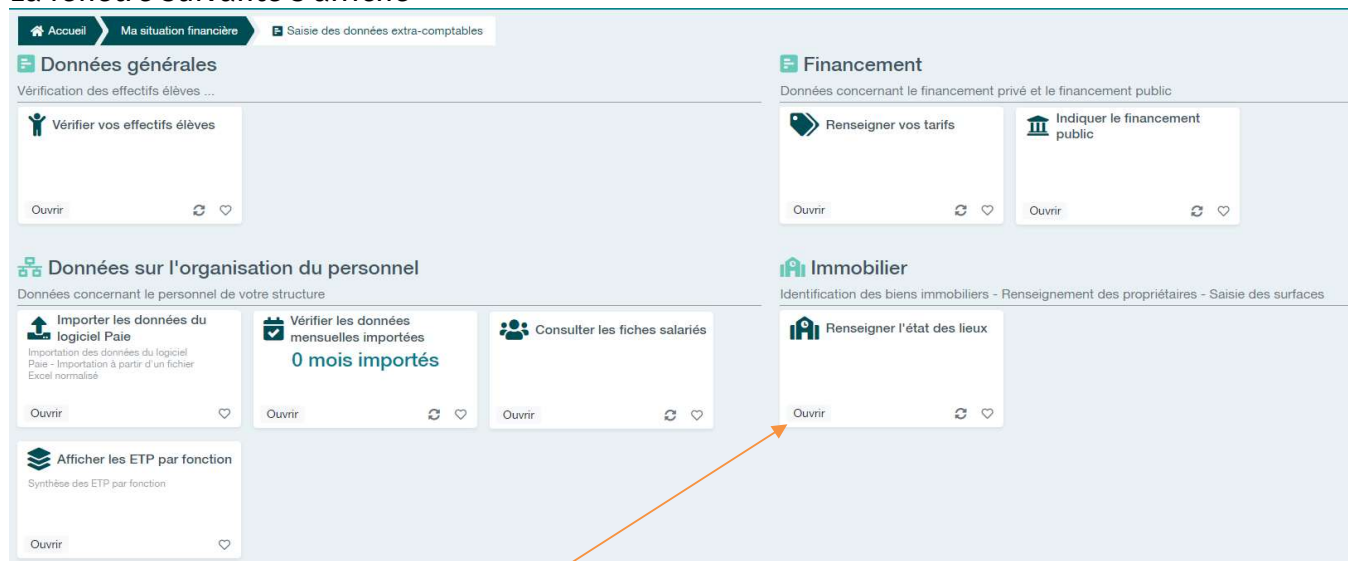 La fenêtre suivante s'affiche
Accueil
Ma situation financière
Saisie des données extra-comptables
Données générales
Vérification des effectifs élèves ...
Vérifier vos effectifs élèves
Ouvrir
Financement
Données concernant le financement privé et le financement public
Renseigner vos tarifs
Ouvrir
Indiquer le financement
public
Ouvrir
Données sur l'organisation du personnel
Données concernant le personnel de votre structure
Importer les données du
logiciel Paie
Importation des données du logiciel
Paie - Importation à partir d'un fichier
Excel normalisé
Ouvrir
Vérifier les données
mensuelles importées
0 mois importés
Ouvrir
Consulter les fiches salariés
Ouvrir
Afficher les ETP par fonction
Synthèse des ETP par fonction
Ouvrir
Immobilier
Identification des biens immobiliers - Renseignement des propriétaires - Saisie des surfaces
Renseigner l'état des lieux
Ouvrir